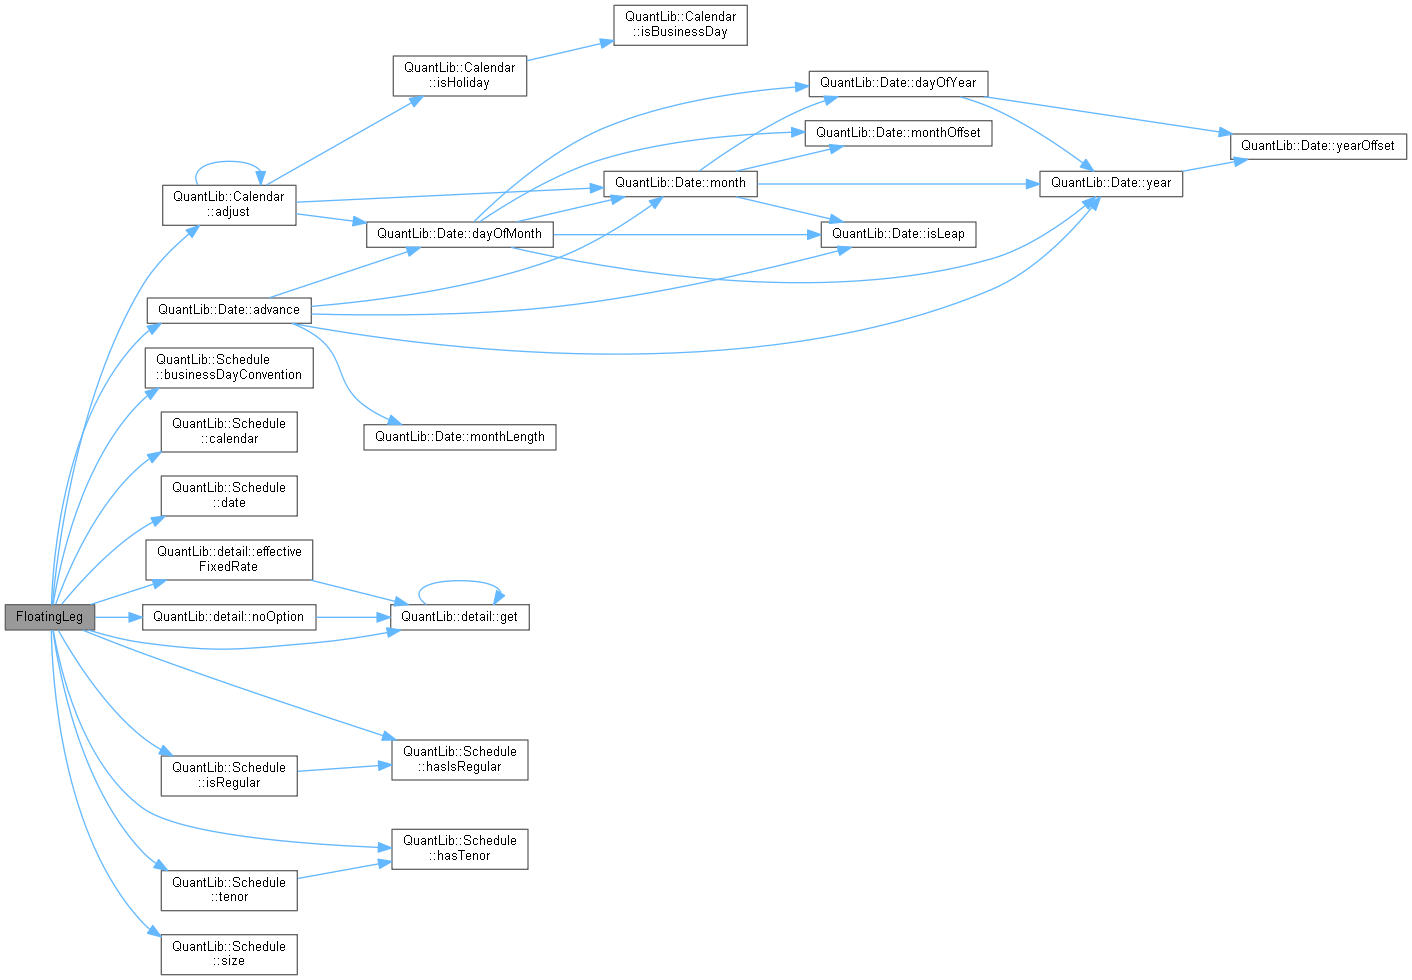 QuantLib::Calendar
::isBusinessDay
QuantLib::Calendar
::isHoliday
QuantLib::Date::dayOfYear
QuantLib::Date::monthOffset
QuantLib::Date::yearOffset
QuantLib::Calendar
::adjust
QuantLib::Date::month
QuantLib::Date::year
QuantLib::Date::dayOfMonth
QuantLib::Date::isLeap
QuantLib::Date::advance
QuantLib::Schedule
::businessDayConvention
QuantLib::Schedule
::calendar
QuantLib::Date::monthLength
QuantLib::Schedule
::date
QuantLib::detail::effective
FixedRate
FloatingLeg
QuantLib::detail::noOption
QuantLib::detail::get
QuantLib::Schedule
::isRegular
QuantLib::Schedule
::hasIsRegular
QuantLib::Schedule
::hasTenor
QuantLib::Schedule
::tenor
QuantLib::Schedule
::size